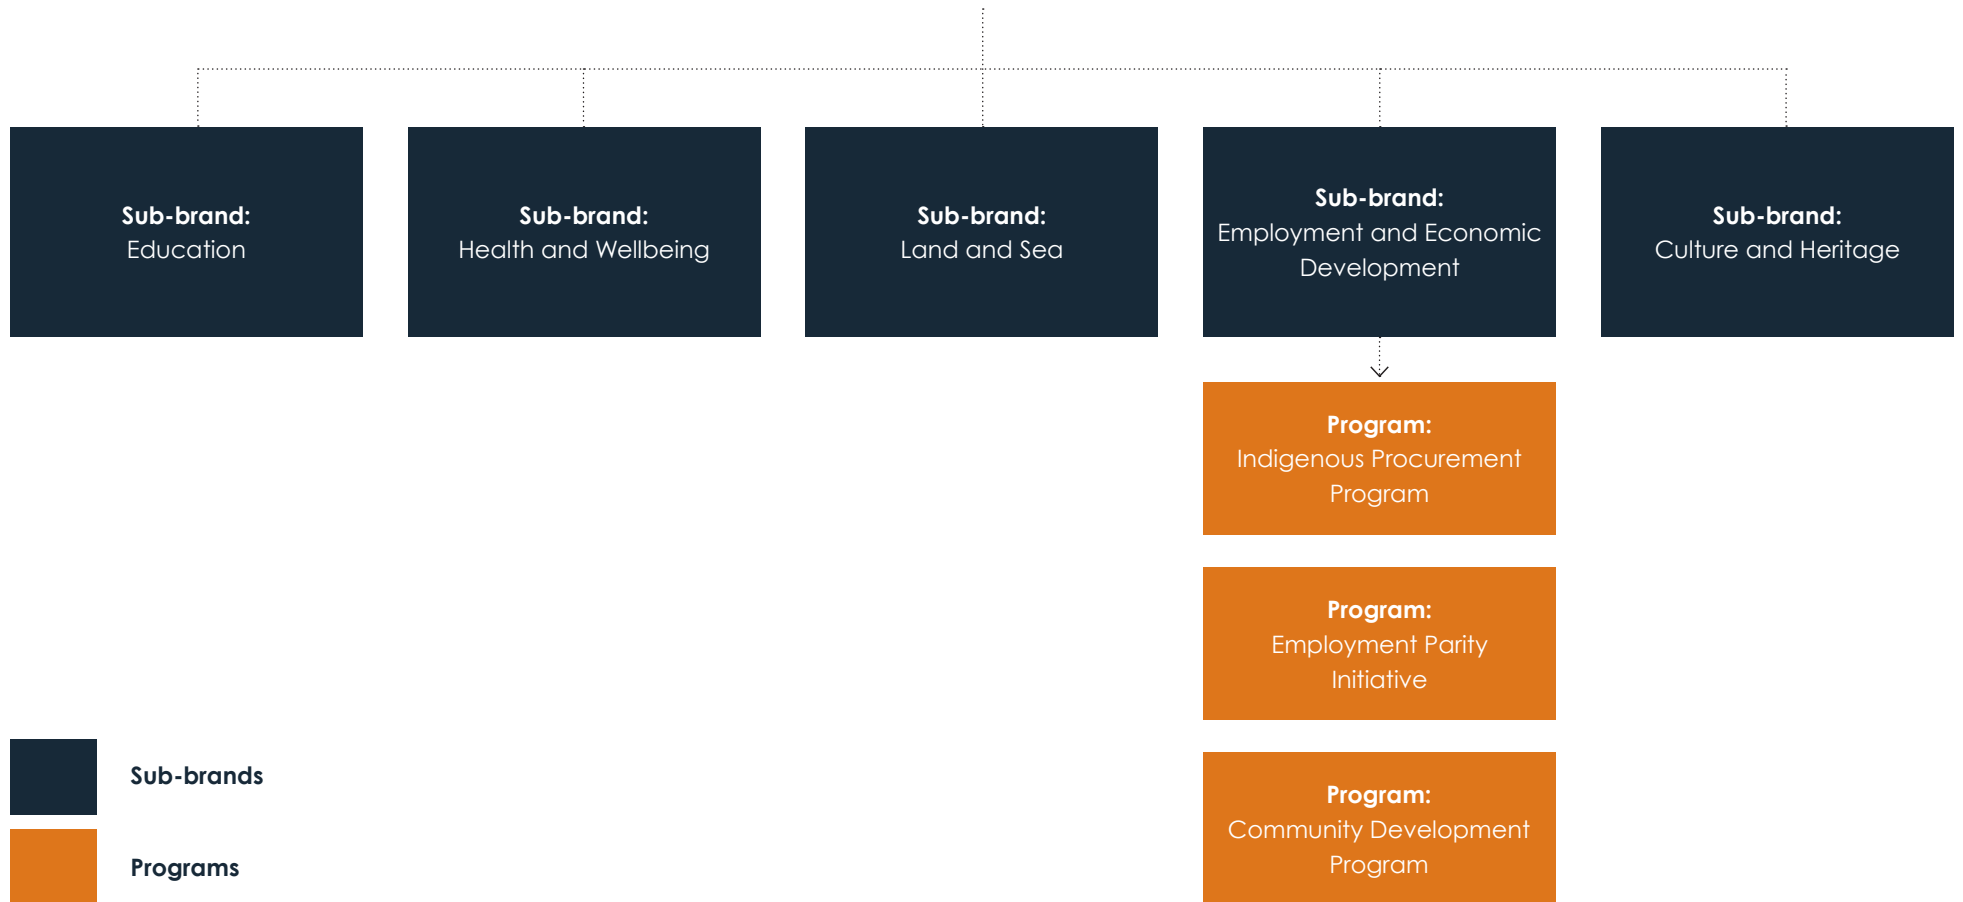 Sub-brand:
Education
Sub-brand:
Health and Wellbeing
Sub-brand:
Land and Sea
Sub-brand:
Employment and Economic
Development
Sub-brand:
Culture and Heritage
Program:
Indigenous Procurement
Program
Program:
Employment Parity
Initiative
Program:
Community Development
Program
Sub-brands
Programs